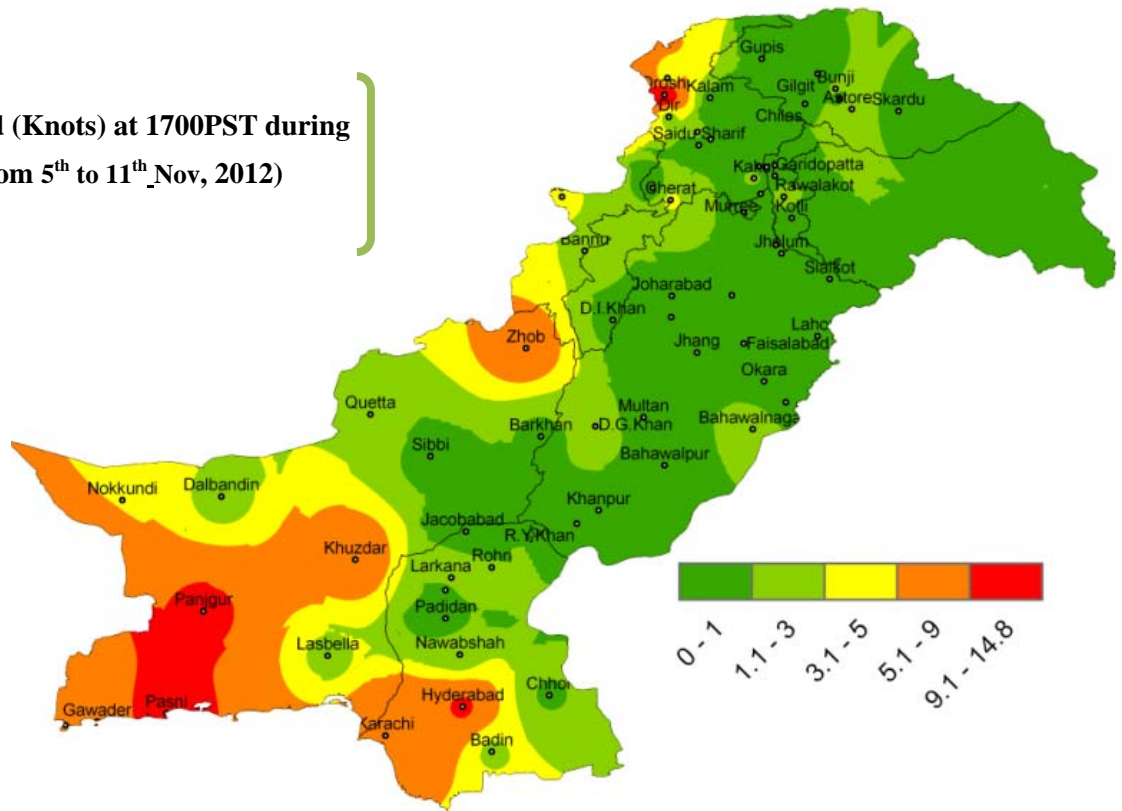 (Knots) at 1700PST during
5th to 11th Nov, 2012)
Gupis
Bunji
Gilgit
Drosh
Kalam
Astore
Skardu
Dir
Chilas
Saidu Sharif
Garidopatta
Cherat
Rawalakot
Murree
Kotli
Bannu
Jhelum
Sialkot
Joharabad
D.I.Khan
Zhob
Laho
Jhang
Faisalabad
Okara
Quetta
Multan
Barkhan
D.G.Khan
Bahawalnaga
Sibbi
Bahawalpur
Nokkundi
Dalbandin
Khanpur
Jacobabad
R.Y.Khan
Khuzdar
Rohri
Larkana
Panjgur
Padidan
Lasbella
Nawabshah
Chhor
Hyderabad
Pasni
Gawader
Karachi
Badin
0 - 1
1.1 - 3
3.1 - 5
5.1 - 9
9.1 - 14.8